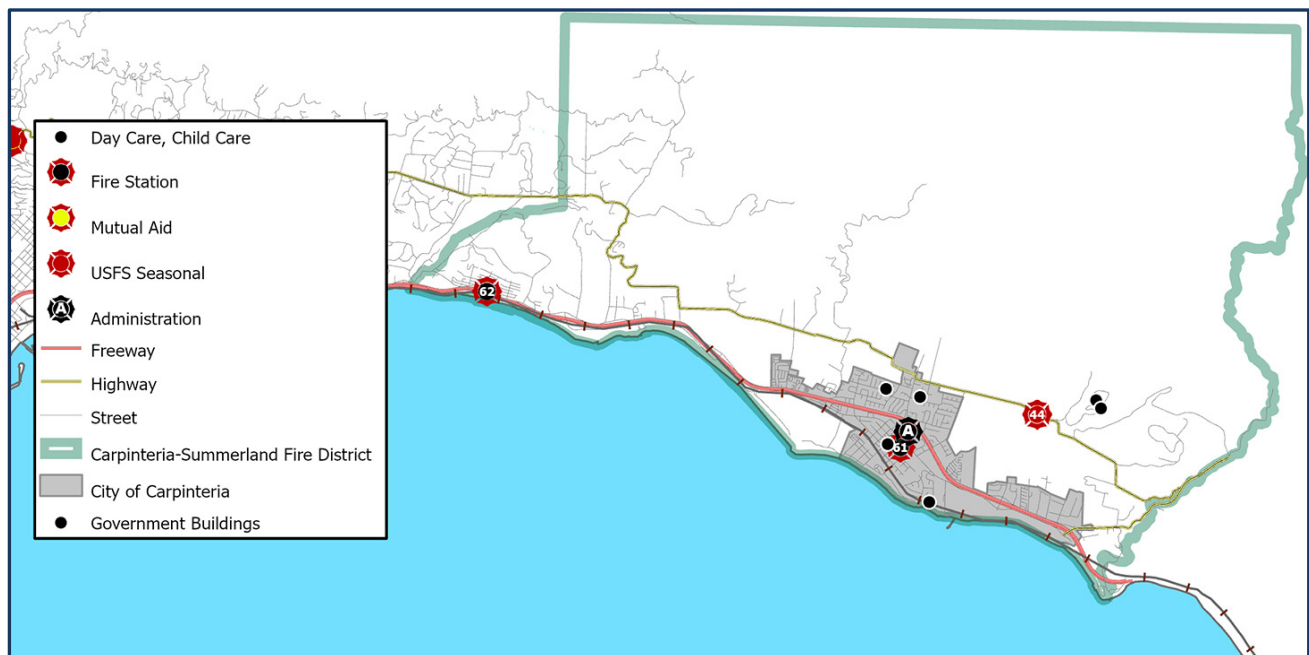 Day Care, Child Care
Fire Station
Mutual Aid
USFS Seasonal
A
Administration
Freeway
Highway
Street
Carpinteria-Summerland Fire District
City of Carpinteria
Government Buildings
62
44
A
61